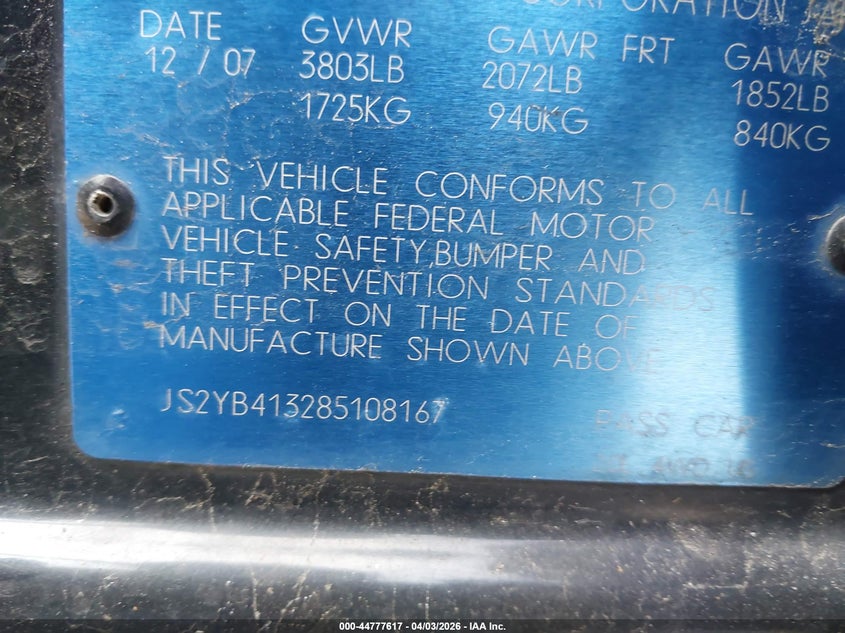 CORPORATION
DATE GVWR GAWR FRT GAWR
12 / 07 3803LB 2072LB 1852LB
1725KG 940KG 840KG
THIS VEHICLE CONFORMS TO ALL
APPLICABLE FEDERAL MOTOR
VEHICLE SAFETY,BUMPER AND
THEFT PREVENTION STANDARDS
IN EFFECT ON THE DATE OF
MANUFACTURE SHOWN ABOVE
JS2YB413285108167 PASS CAR
000-44777617 - 04/03/2026 - IAA Inc.